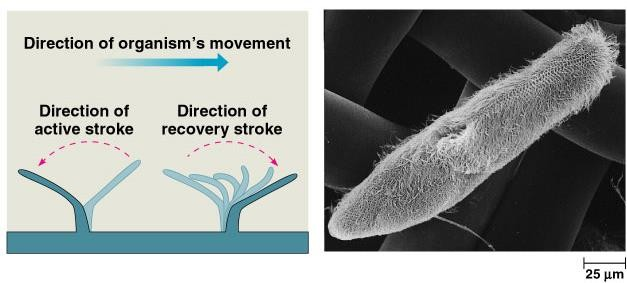 Direction of organism's movement
Direction of
active stroke
Direction of
recovery stroke
25 µm